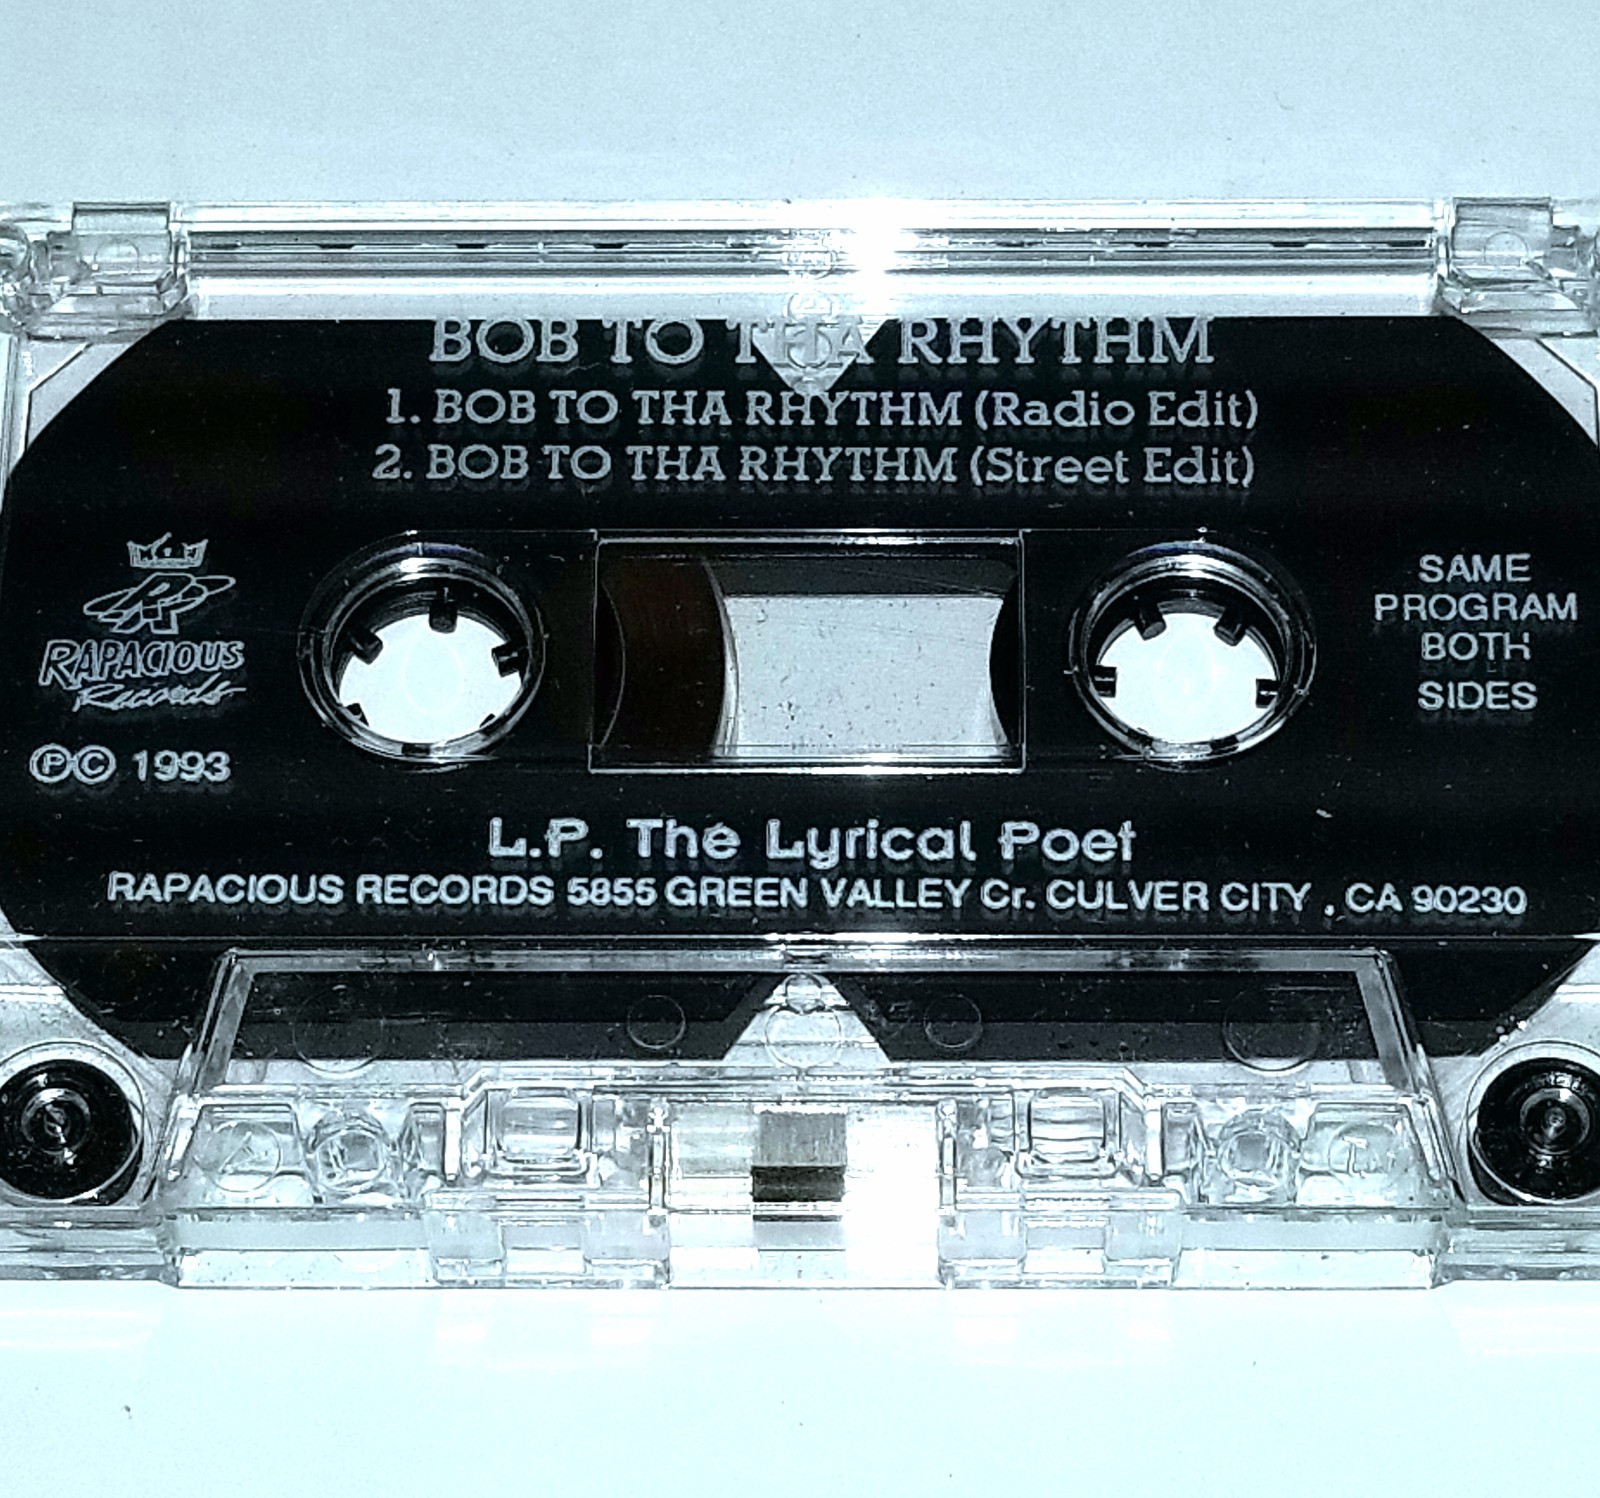 BOB TO THA RHYTHM
1. BOB TO THA RHYTHM (Radio Edit)
2. BOB TO THA RHYTHM (Street Edit)
RAPACIOUS
Records
℗© 1993
SAME
PROGRAM
BOTH
SIDES
L.P. The Lyrical Poet
RAPACIOUS RECORDS 5855 GREEN VALLEY Cr. CULVER CITY , CA 90230